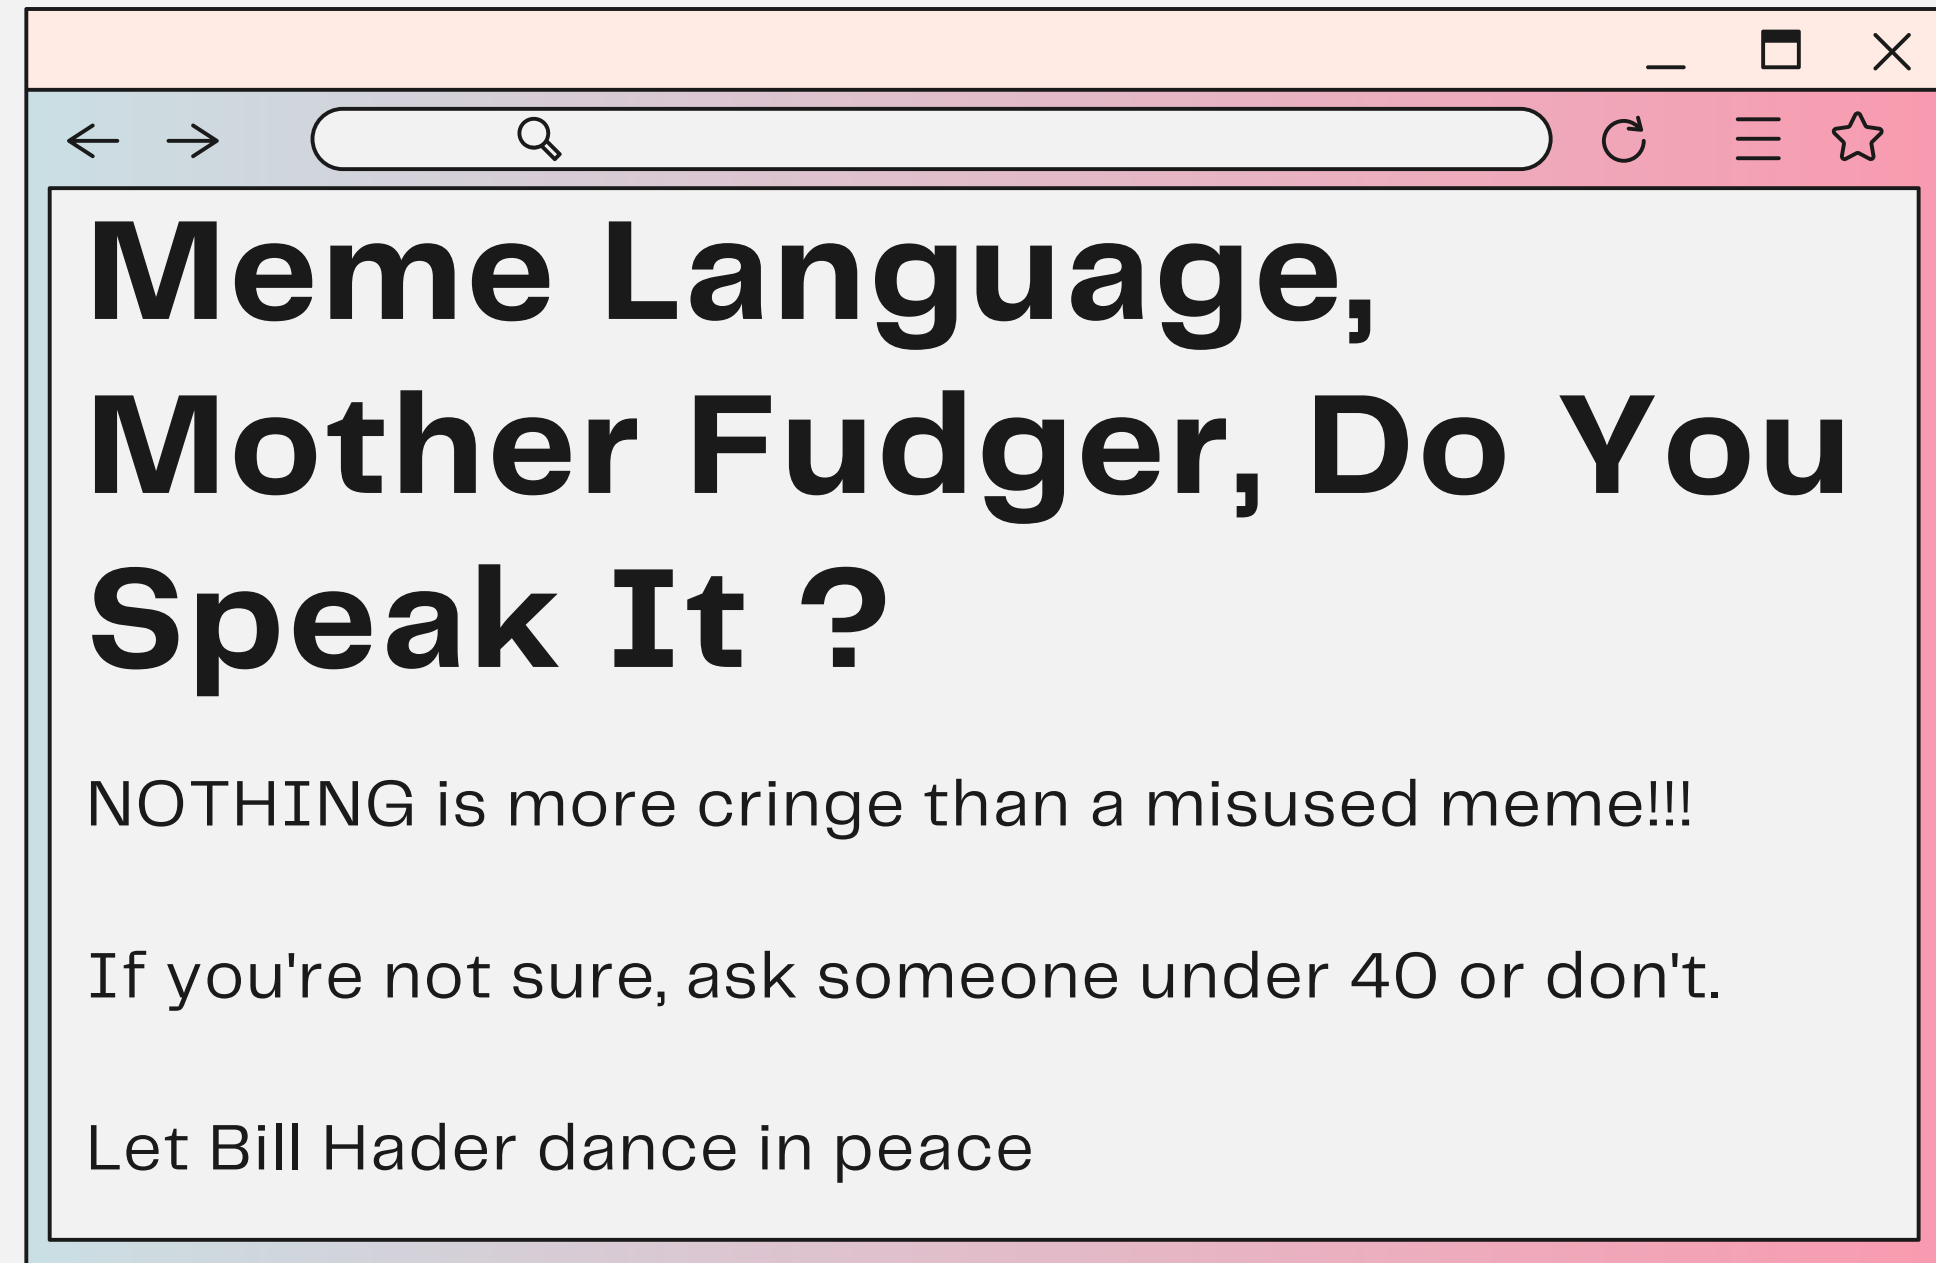 Meme Language,
Mother Fudger, Do You
Speak It ?
NOTHING is more cringe than a misused meme!!!
If you're not sure, ask someone under 40 or don't.
Let Bill Hader dance in peace